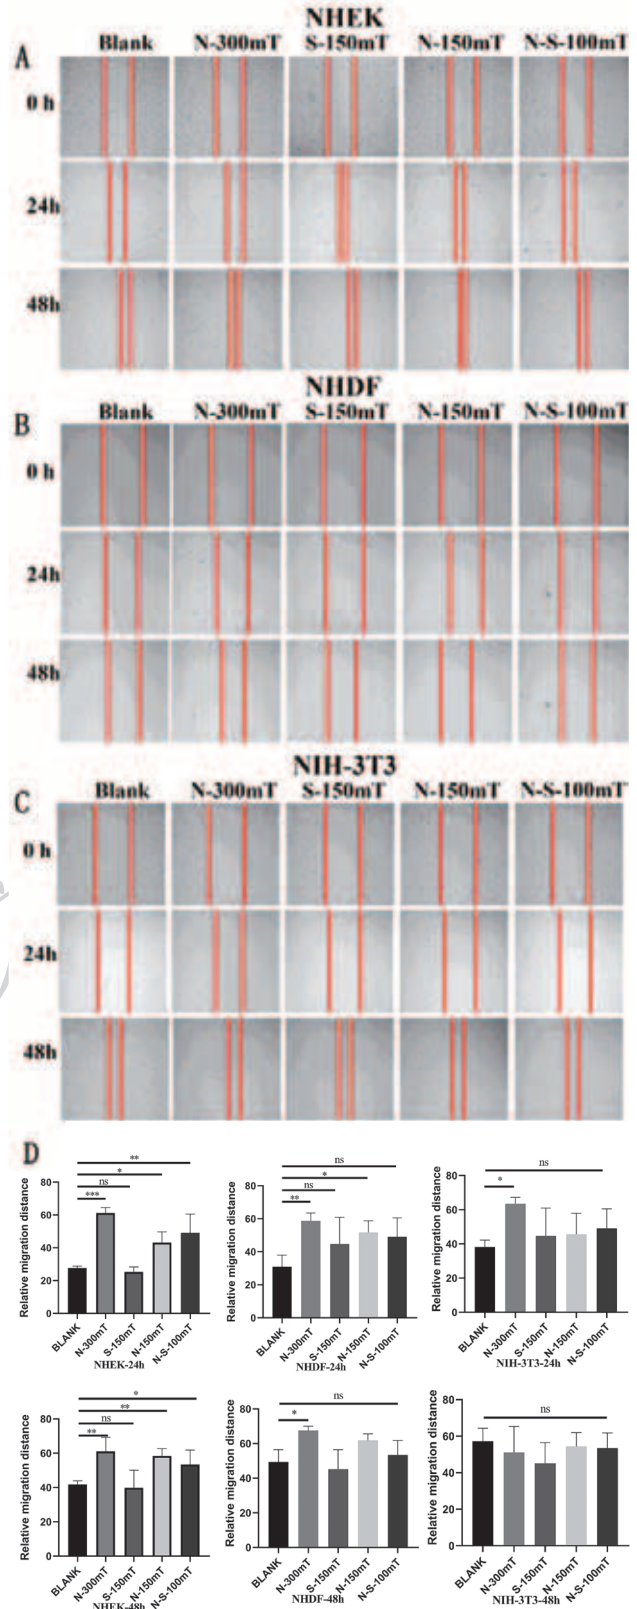 NHEK
Blank N-300mT S-150mT N-150mT N-S-100mT
A
0 h
24h
48h
NHDF
Blank N-300mT S-150mT N-150mT N-S-100mT
B
0 h
24h
48h
NIH-3T3
Blank N-300mT S-150mT N-150mT N-S-100mT
C
0 h
24h
48h
D
Relative migration distance
80
60
40
20
0
**
*
ns
***
BLANK
N-300mT
S-150mT
N-150mT
N-S-100mT
NHEK-24h
Relative migration distance
80
60
40
20
0
ns
*
ns
**
BLANK
N-300mT
S-150mT
N-150mT
N-S-100mT
NHDF-24h
Relative migration distance
80
60
40
20
0
ns
*
BLANK
N-300mT
S-150mT
N-150mT
N-S-100mT
NIH-3T3-24h
Relative migration distance
80
60
40
20
0
*
**
ns
**
BLANK
N-300mT
S-150mT
N-150mT
N-S-100mT
NHEK-48h
Relative migration distance
80
60
40
20
0
ns
*
BLANK
N-300mT
S-150mT
N-150mT
N-S-100mT
NHDF-48h
Relative migration distance
80
60
40
20
0
ns
BLANK
N-300mT
S-150mT
N-150mT
N-S-100mT
NIH-3T3-48h